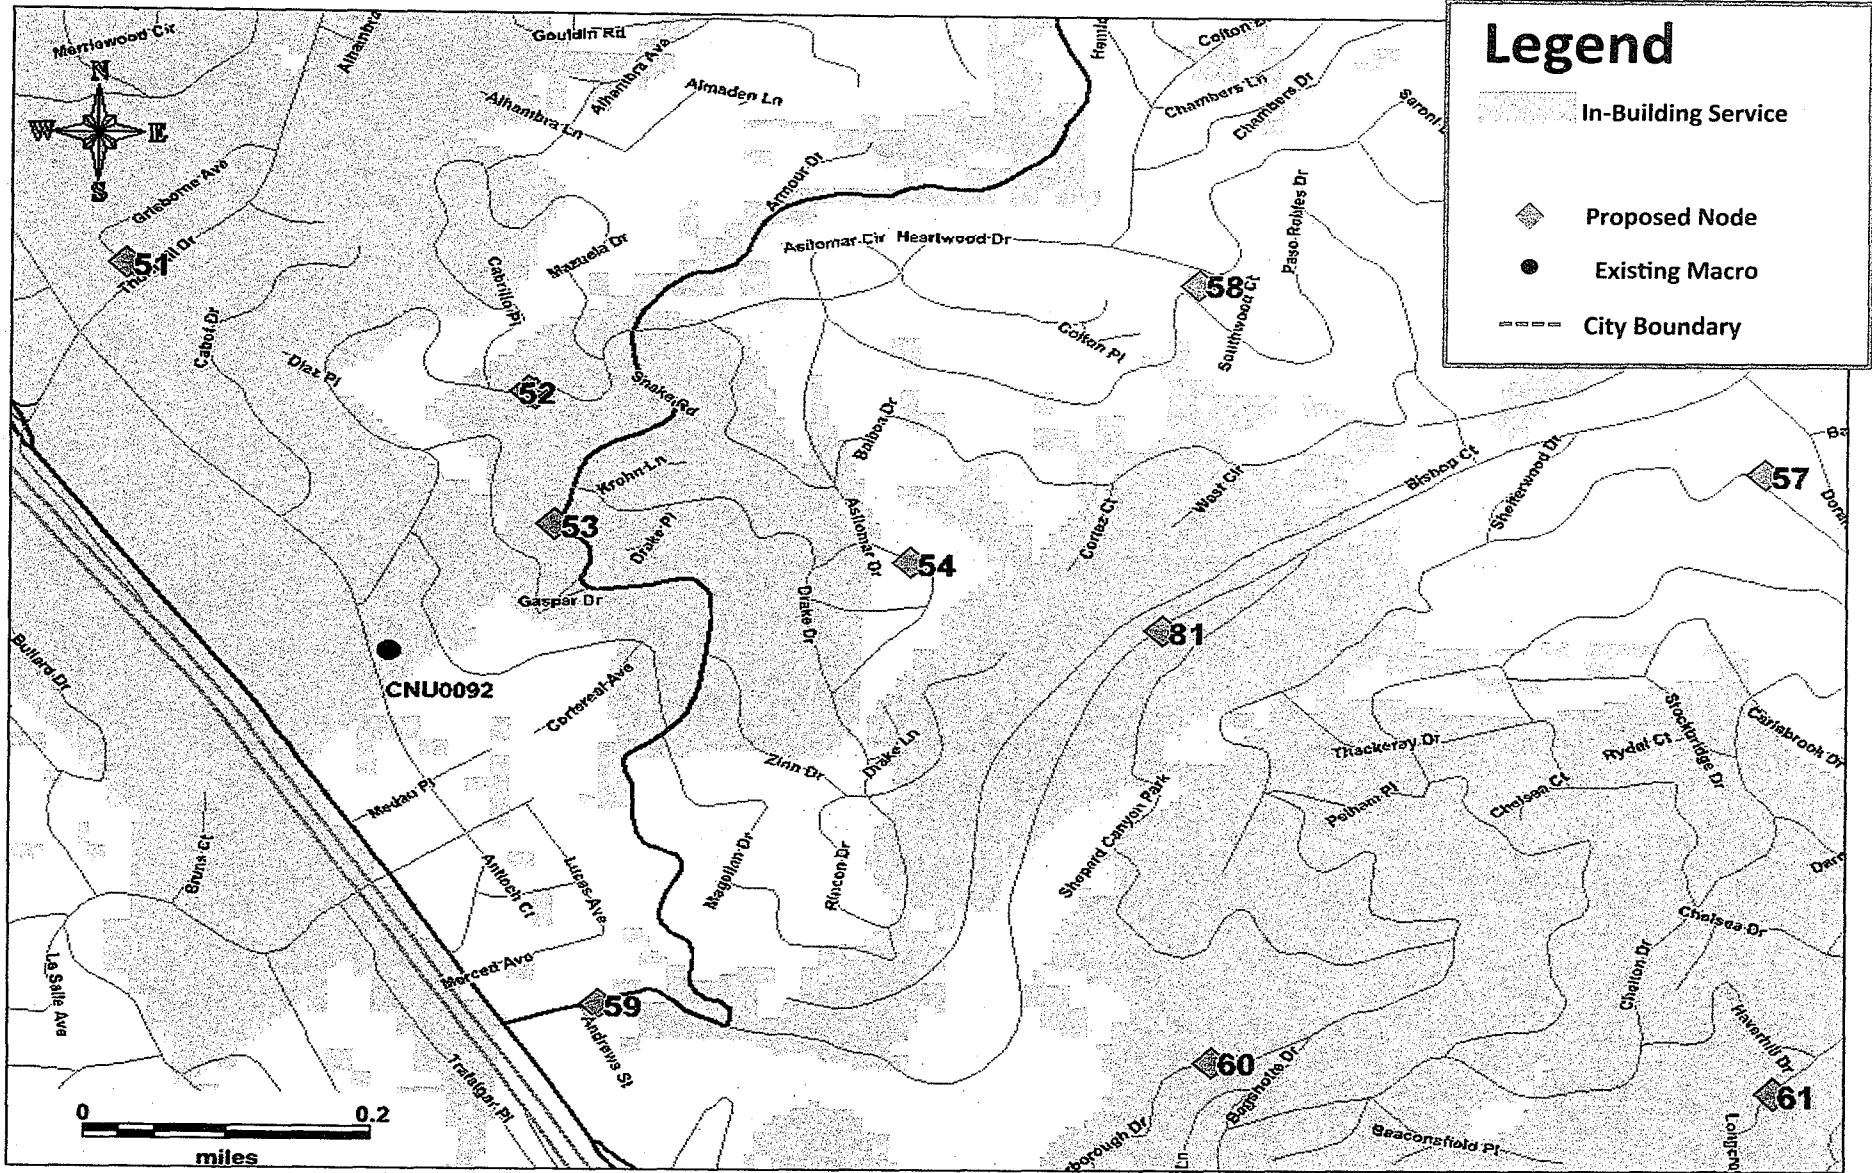 Legend
In-Building Service
Proposed Node
Existing Macro
City Boundary
Merriewood Cir
Gouldin Rd
Colton
Alhambra Ave
Almaden Ln
Alhambra Ln
Chambers Ln
Chambers Dr
N
W E
S
Armour Dr
Paso Robles Dr
51
Mazuela Dr
Cabrillo Pl
Asilomar Cir
Heartwood Dr
58
Southwood Ct
Colton Pl
Cabot Dr
Diaz Pl
52
Snake Rd
Balboa Dr
Krohn Ln
West Cir
Bishop Ct
Shelterwood Dr
57
53
Drake Pl
Asilomar Dr
54
Cortez Ct
Gaspar Dr
Drake Dr
81
Bullard Dr
CNU0092
Cortereal Ave
Zinn Dr
Drake Ln
Thackeray Dr
Stockbridge Dr
Rydal Ct
Carisbrook Dr
Medau Pl
Pelham Pl
Chelsea Ct
Shepard Canyon Park
Bruns Ct
Antioch Ct
Lucas Ave
Magellan Dr
Rincon Dr
Chelsea Dr
Chelton Dr
La Salle Ave
Merced Ave
59
Andrews St
Haverhill Dr
Trafalgar Pl
60
Bagshotte Dr
61
borough Dr
Ln
Beaconsfield Pl
0 0.2
miles